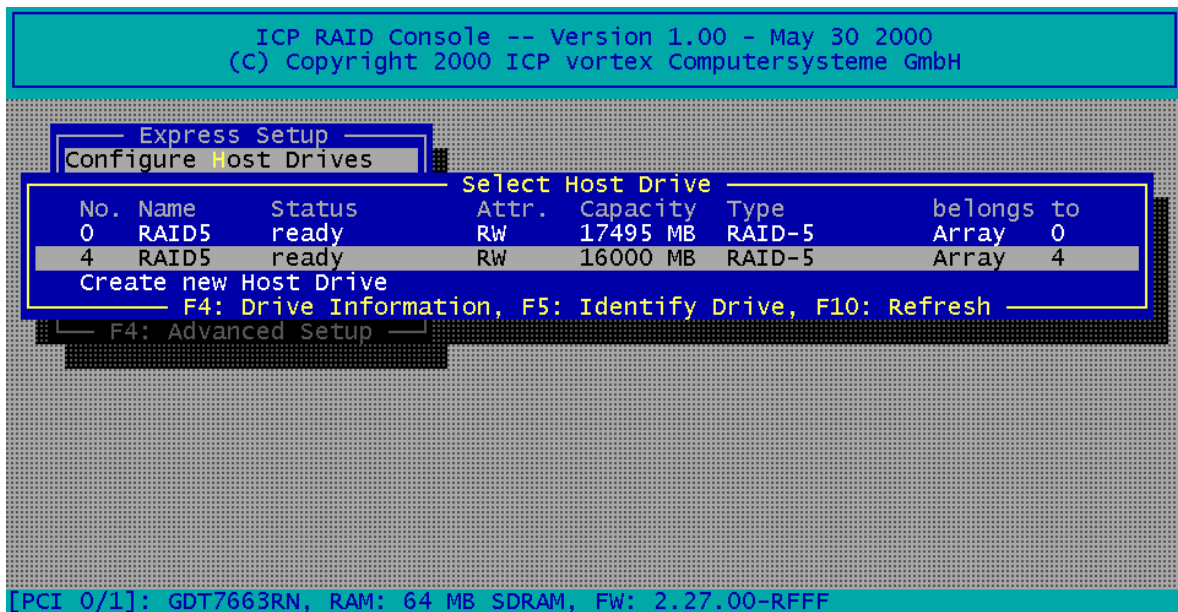 ICP RAID Console -- Version 1.00 - May 30 2000
(C) Copyright 2000 ICP vortex Computersysteme GmbH
Express Setup
Configure Host Drives
Select Host Drive
No. Name Status Attr. Capacity Type belongs to
0 RAID5 ready RW 17495 MB RAID-5 Array 0
4 RAID5 ready RW 16000 MB RAID-5 Array 4
Create new Host Drive
F4: Drive Information, F5: Identify Drive, F10: Refresh
F4: Advanced Setup
[PCI 0/1]: GDT7663RN, RAM: 64 MB SDRAM, FW: 2.27.00-RFFF